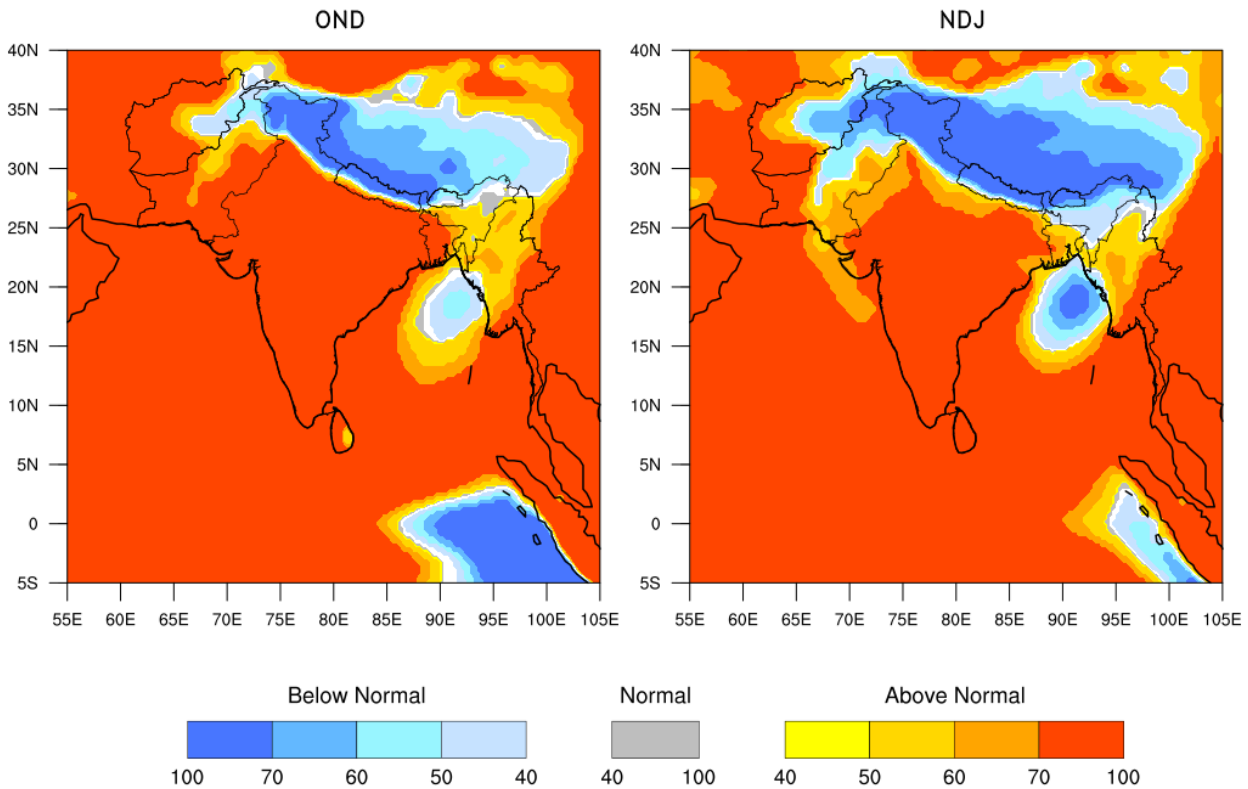 OND NDJ
40N 40N
35N 35N
30N 30N
25N 25N
20N 20N
15N 15N
10N 10N
5N 5N
0 0
5S 5S
55E 60E 65E 70E 75E 80E 85E 90E 95E 100E 105E 55E 60E 65E 70E 75E 80E 85E 90E 95E 100E 105E
Below Normal Normal Above Normal
100 70 60 50 40 40 100 40 50 60 70 100